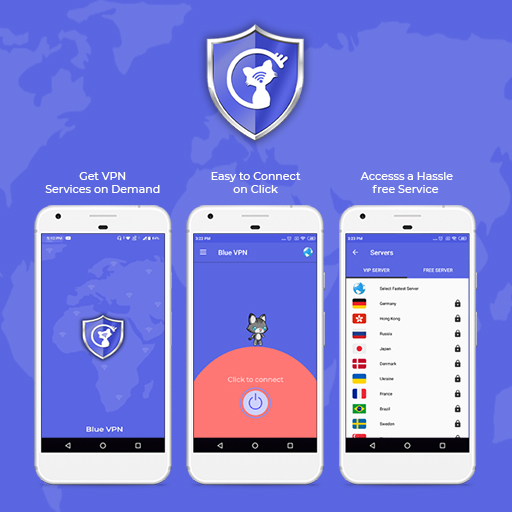 Get VPN
Services on Demand
Easy to Connect
on Click
Accesss a Hassle
free Service
Blue VPN
3:23 PM
Blue VPN
Click to connect
3:23 PM
Servers
VIP SERVER
FREE SERVER
Select Fastest Server
Germany
Hong Kong
Russia
Japan
Denmark
Ukraine
France
Brazil
Sweden